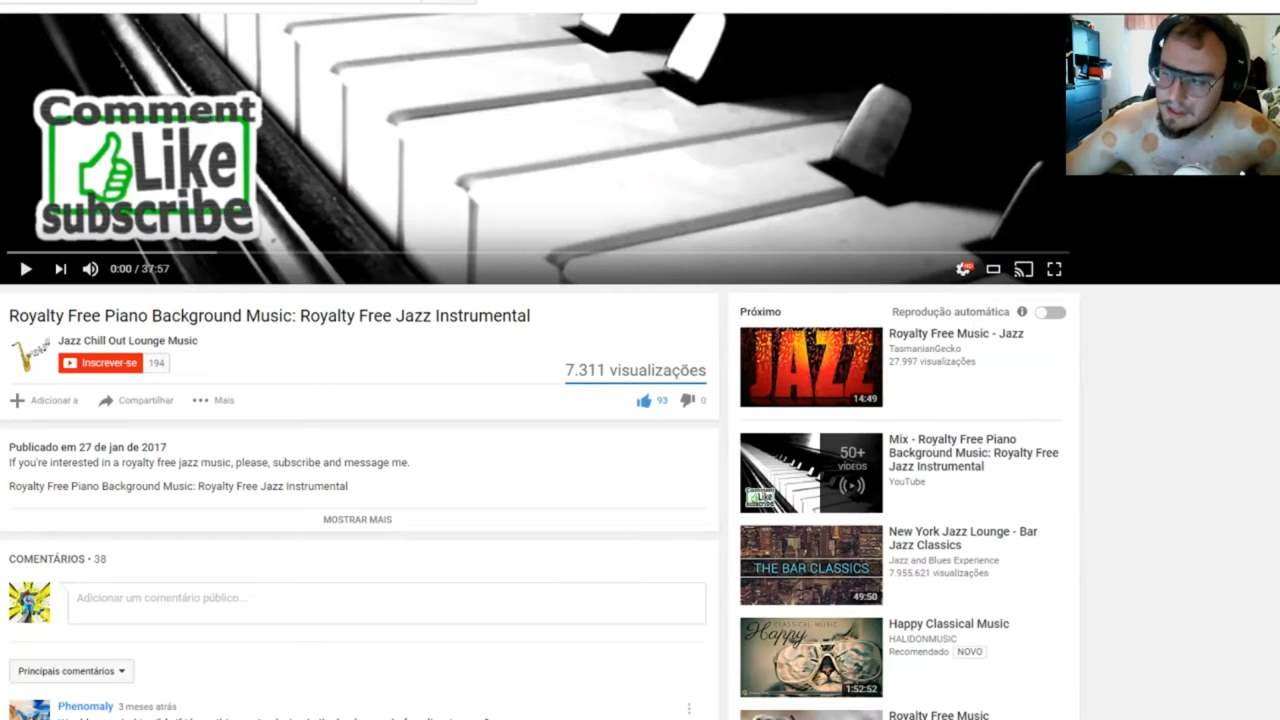 Comment
Like
subscribe
0:00 / 37:57
HD
Royalty Free Piano Background Music: Royalty Free Jazz Instrumental
Jazz Chill Out Lounge Music
Inscrever-se 194
7.311 visualizações
Adicionar a Compartilhar Mais 93 0
Publicado em 27 de jan de 2017
If you're interested in a royalty free jazz music, please, subscribe and message me.
Royalty Free Piano Background Music: Royalty Free Jazz Instrumental
MOSTRAR MAIS
COMENTÁRIOS • 38
Adicionar um comentário público...
Principais comentários
Phenomaly 3 meses atrás
Próximo Reprodução automática
JAZZ
14:49
Royalty Free Music - Jazz
TasmanianGecko
27.997 visualizações
50+
VÍDEOS
Comment
Like
subscribe
Mix - Royalty Free Piano
Background Music: Royalty Free
Jazz Instrumental
YouTube
THE BAR CLASSICS
49:50
New York Jazz Lounge - Bar
Jazz Classics
Jazz and Blues Experience
7.955.621 visualizações
CLASSICAL MUSIC
Happy
HALIDONMUSIC
1:52:52
Happy Classical Music
HALIDONMUSIC
Recomendado NOVO
Royalty Free Music